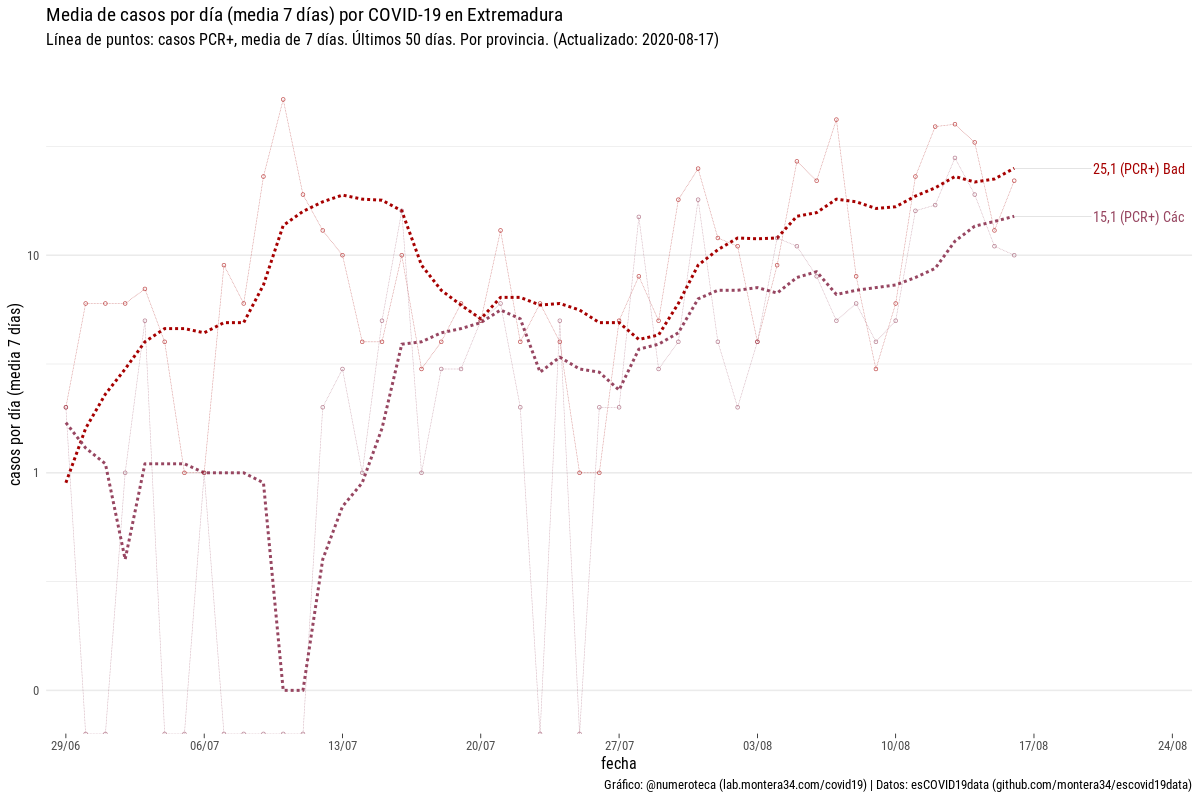 Media de casos por día (media 7 días) por COVID-19 en Extremadura
Línea de puntos: casos PCR+, media de 7 días. Últimos 50 días. Por provincia. (Actualizado: 2020-08-17)
25,1 (PCR+) Bad
15,1 (PCR+) Các
casos por día (media 7 días)
10
1
0
29/06 06/07 13/07 20/07 27/07 03/08 10/08 17/08 24/08
fecha
Gráfico: @numeroteca (lab.montera34.com/covid19) | Datos: esCOVID19data (github.com/montera34/escovid19data)